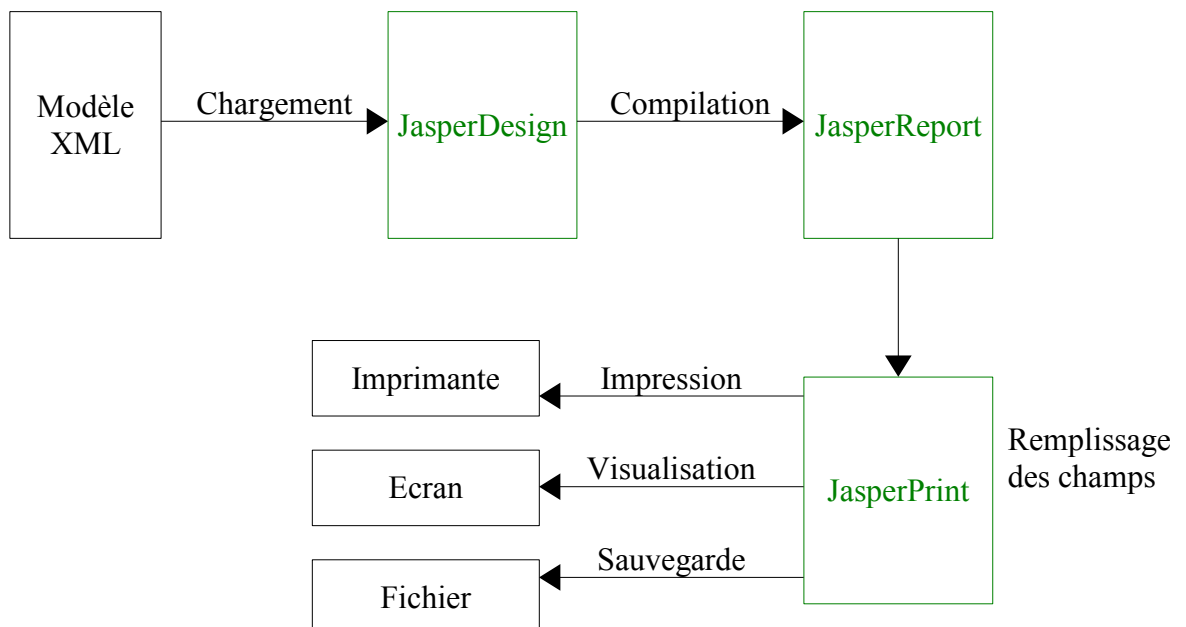 Modèle
XML
Chargement
JasperDesign
Compilation
JasperReport
Imprimante
Impression
Remplissage
des champs
Ecran
Visualisation
JasperPrint
Fichier
Sauvegarde